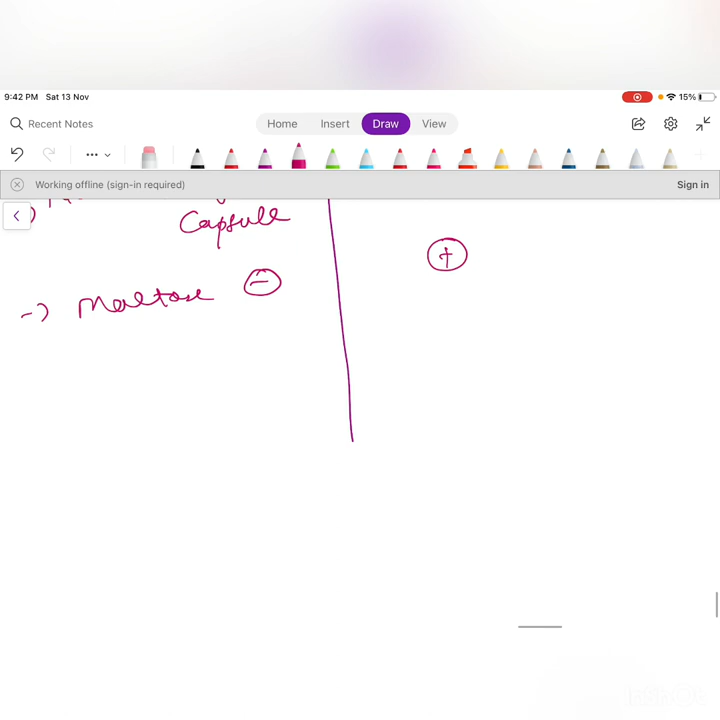 9:42 PM Sat 13 Nov 15%
Recent Notes Home Insert Draw View
Working offline (sign-in required) Sign in
Capsule
-> Maltose - +